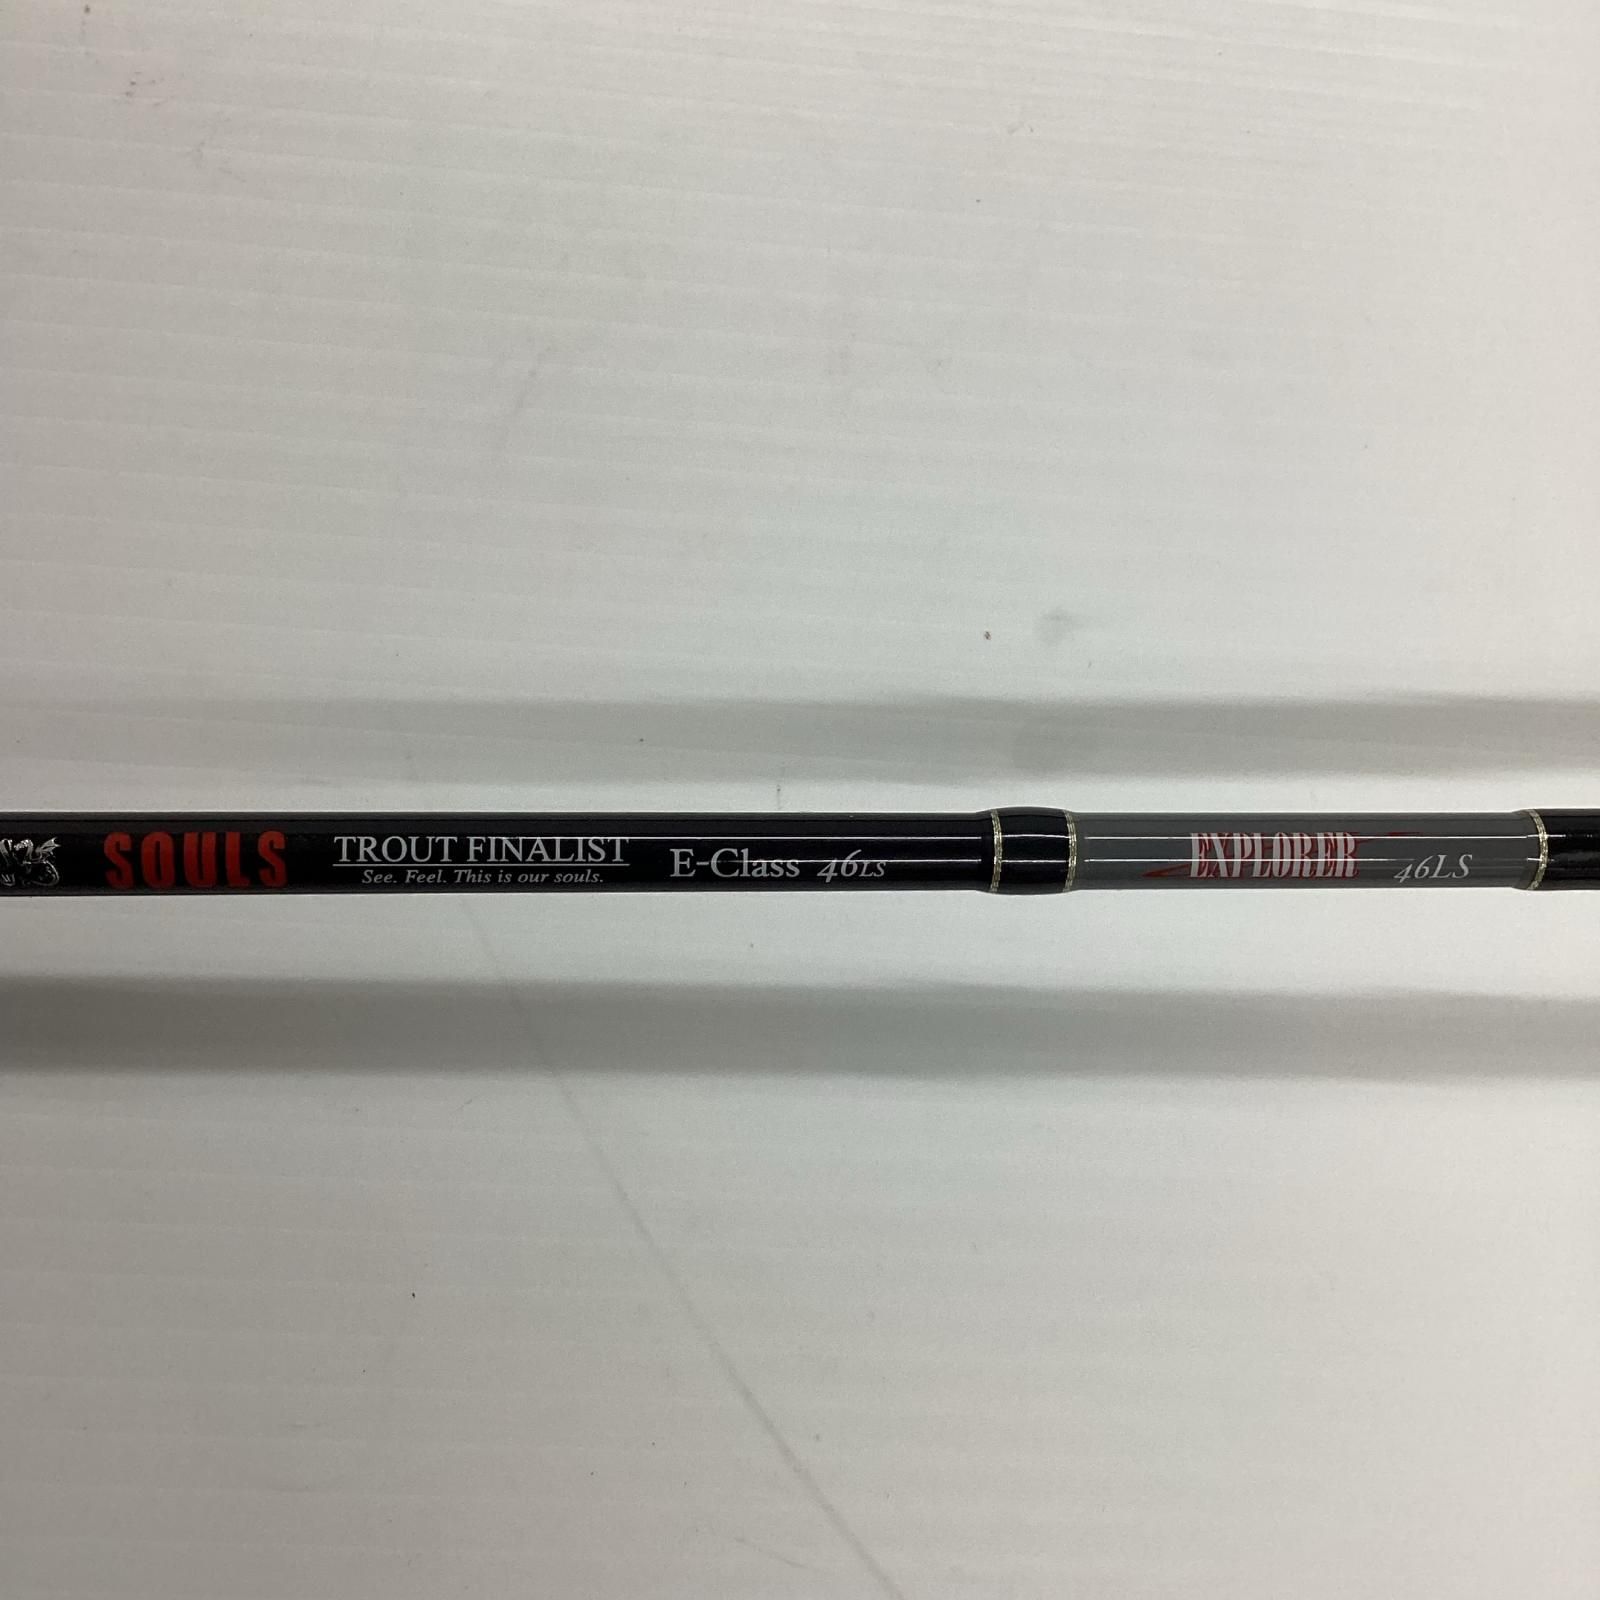 SOULS
TROUT FINALIST
See. Feel. This is our souls.
E-Class 46LS
EXPLORER 46LS